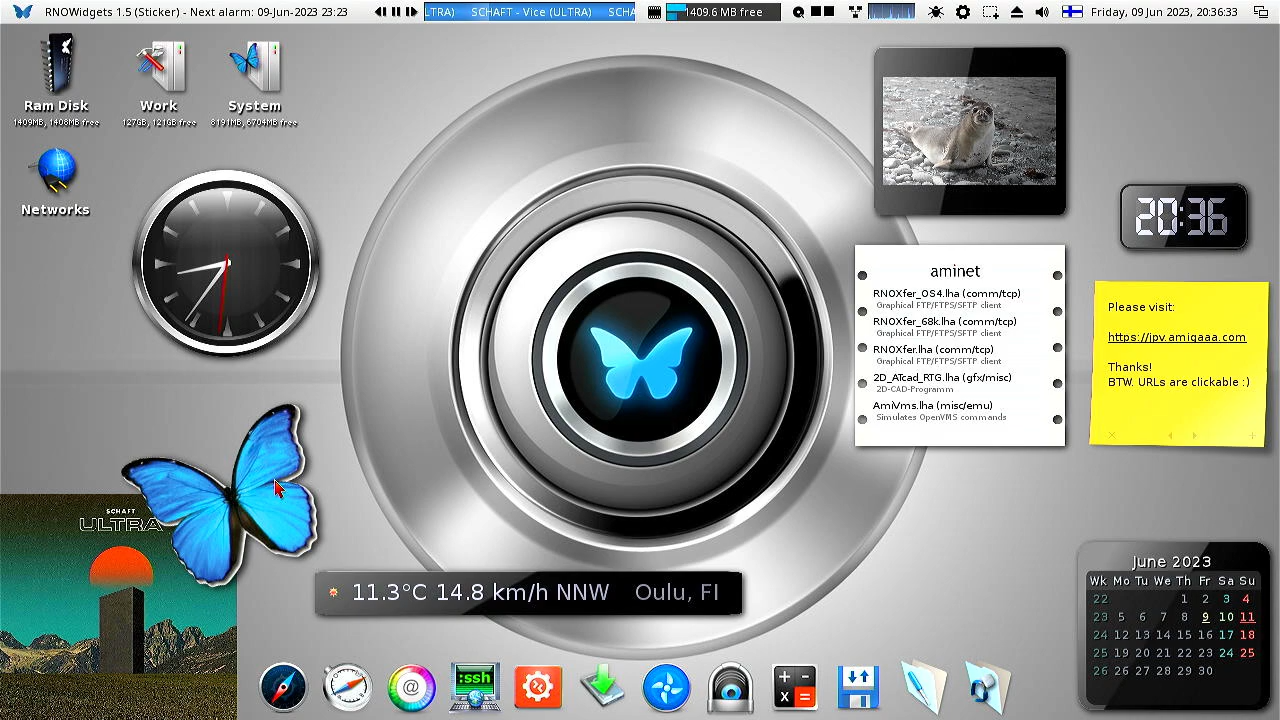 RNOWidgets 1.5 (Sticker) - Next alarm: 09-Jun-2023 23:23
LTRA)    SCHAFT - Vice (ULTRA)    SCHA
1409.6 MB free
Friday, 09 Jun 2023, 20:36:33
Ram Disk
1409MB, 1408MB free
Work
127GB, 121GB free
System
8191MB, 6704MB free
Networks
20:36
aminet
RNOXfer_OS4.lha (comm/tcp)
Graphical FTP/FTPS/SFTP client
RNOXfer_68k.lha (comm/tcp)
Graphical FTP/FTPS/SFTP client
RNOXfer.lha (comm/tcp)
Graphical FTP/FTPS/SFTP client
2D_ATcad_RTG.lha (gfx/misc)
2D-CAD-Programm
AmiVms.lha (misc/emu)
Simulates OpenVMS commands
Please visit:
https://jpv.amigaaa.com
Thanks!
BTW. URLs are clickable :)
SCHAFT
ULTRA
11.3°C 14.8 km/h NNW    Oulu, FI
June 2023
Wk Mo Tu We Th Fr Sa Su
22 1 2 3 4
23 5 6 7 8 9 10 11
24 12 13 14 15 16 17 18
25 19 20 21 22 23 24 25
26 26 27 28 29 30
@
:ssh
+ -
x =